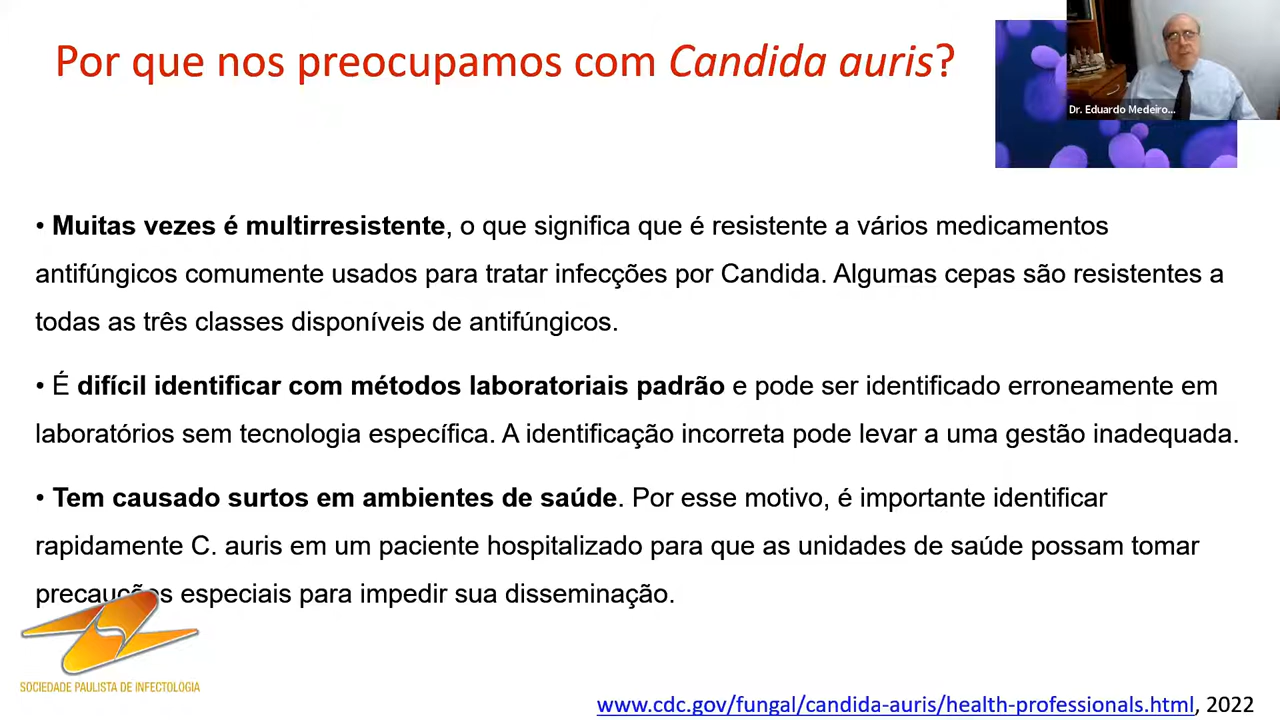 Por que nos preocupamos com Candida auris?
Dr. Eduardo Medeiro...
• Muitas vezes é multirresistente, o que significa que é resistente a vários medicamentos
antifúngicos comumente usados para tratar infecções por Candida. Algumas cepas são resistentes a
todas as três classes disponíveis de antifúngicos.
• É difícil identificar com métodos laboratoriais padrão e pode ser identificado erroneamente em
laboratórios sem tecnologia específica. A identificação incorreta pode levar a uma gestão inadequada.
• Tem causado surtos em ambientes de saúde. Por esse motivo, é importante identificar
rapidamente C. auris em um paciente hospitalizado para que as unidades de saúde possam tomar
precauções especiais para impedir sua disseminação.
SOCIEDADE PAULISTA DE INFECTOLOGIA
www.cdc.gov/fungal/candida-auris/health-professionals.html, 2022